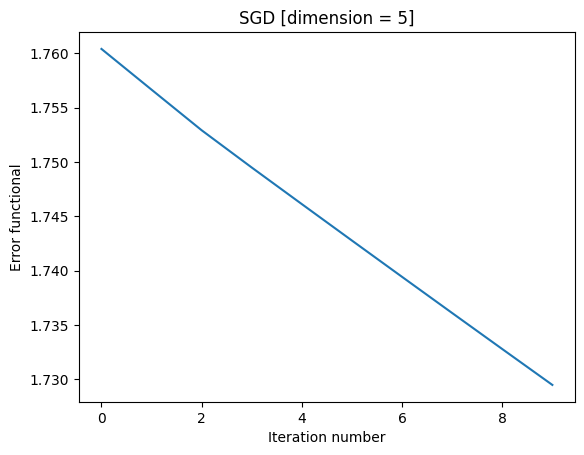 SGD [dimension = 5]
1.760
1.755
1.750
1.745
1.740
1.735
1.730
Error functional
0 2 4 6 8
Iteration number